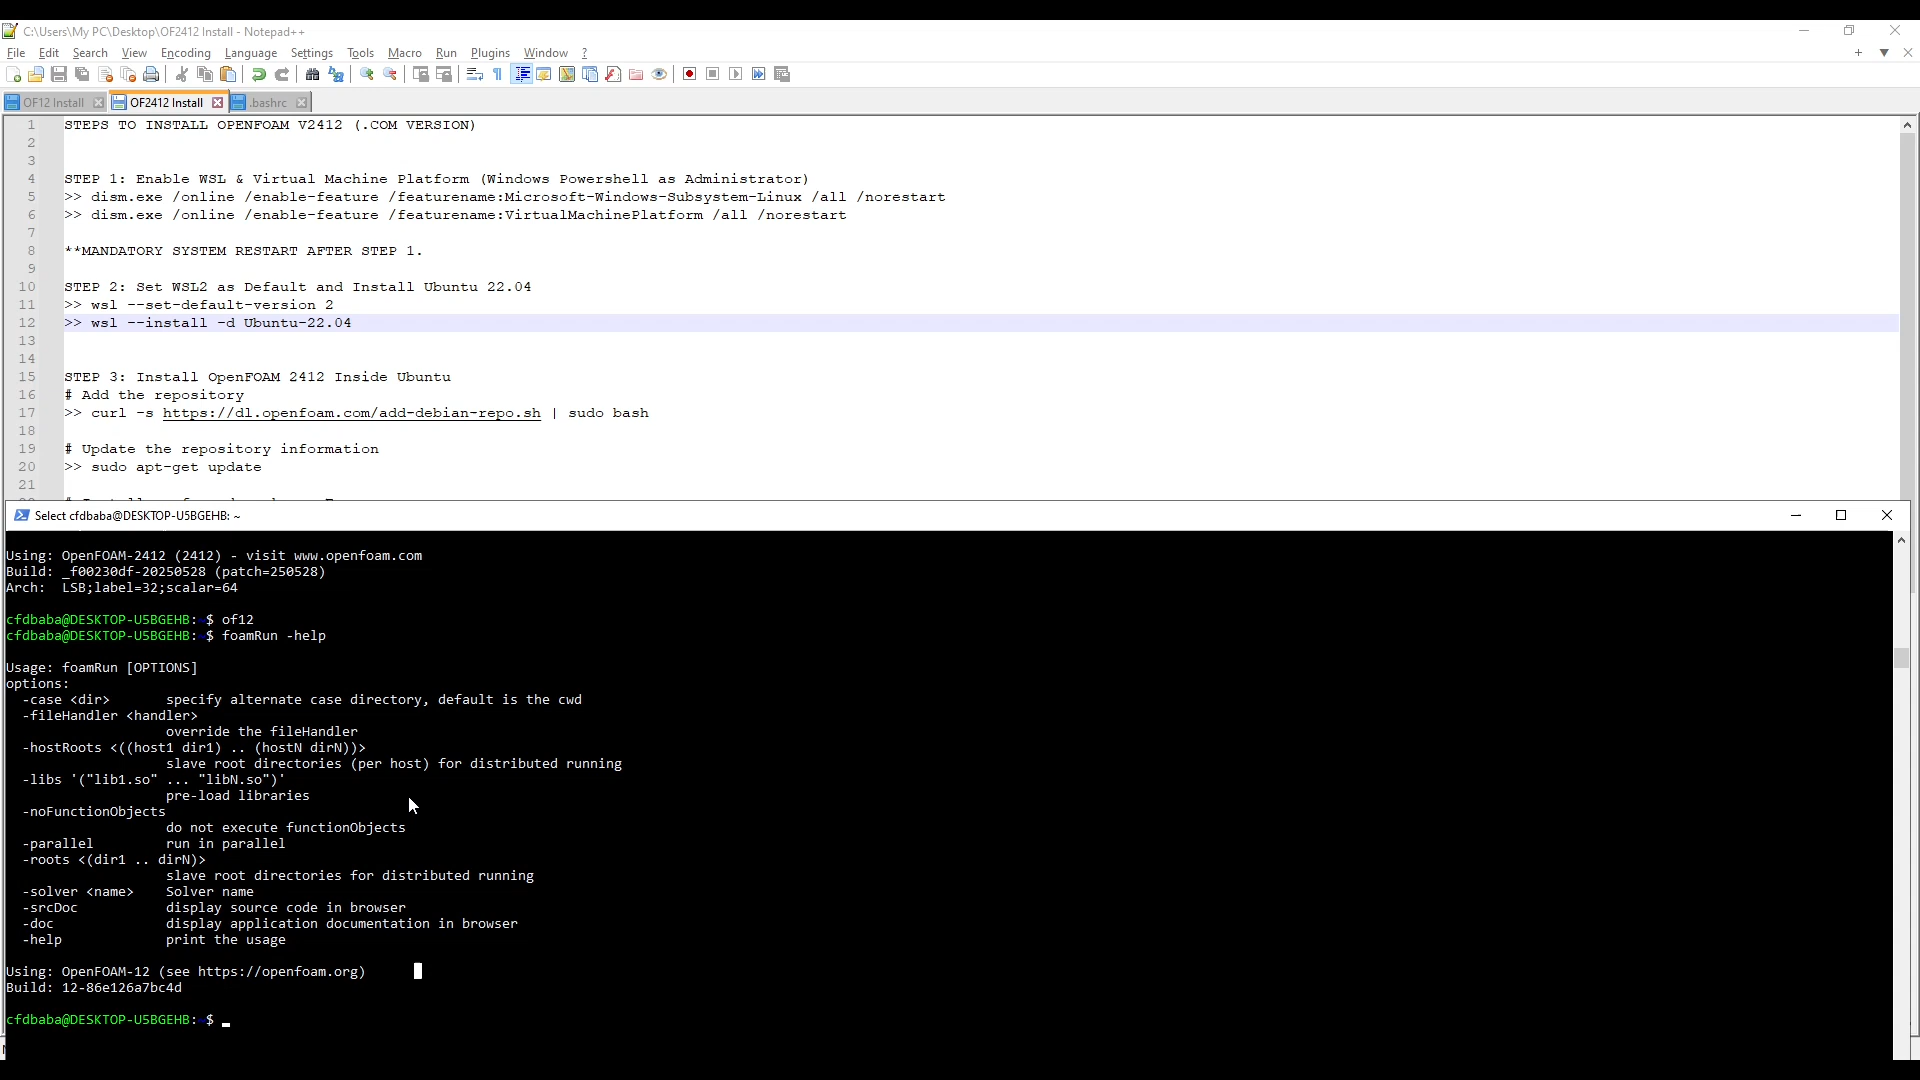 C:\Users\My PC\Desktop\OF2412 Install - Notepad++
File Edit Search View Encoding Language Settings Tools Macro Run Plugins Window ?
OF12 Install OF2412 Install .bashrc
1 STEPS TO INSTALL OPENFOAM V2412 (.COM VERSION)
2
3
4 STEP 1: Enable WSL & Virtual Machine Platform (Windows Powershell as Administrator)
5 >> dism.exe /online /enable-feature /featurename:Microsoft-Windows-Subsystem-Linux /all /norestart
6 >> dism.exe /online /enable-feature /featurename:VirtualMachinePlatform /all /norestart
7
8 **MANDATORY SYSTEM RESTART AFTER STEP 1.
9
10 STEP 2: Set WSL2 as Default and Install Ubuntu 22.04
11 >> wsl --set-default-version 2
12 >> wsl --install -d Ubuntu-22.04
13
14
15 STEP 3: Install OpenFOAM 2412 Inside Ubuntu
16 # Add the repository
17 >> curl -s https://dl.openfoam.com/add-debian-repo.sh | sudo bash
18
19 # Update the repository information
20 >> sudo apt-get update
21
Select cfdbaba@DESKTOP-U5BGEHB: ~
Using: OpenFOAM-2412 (2412) - visit www.openfoam.com
Build: _f00230df-20250528 (patch=250528)
Arch: LSB;label=32;scalar=64
cfdbaba@DESKTOP-U5BGEHB:~$ of12
cfdbaba@DESKTOP-U5BGEHB:~$ foamRun -help
Usage: foamRun [OPTIONS]
options:
-case <dir> specify alternate case directory, default is the cwd
-fileHandler <handler>
override the fileHandler
-hostRoots <((host1 dir1) .. (hostN dirN))>
slave root directories (per host) for distributed running
-libs '("lib1.so" ... "libN.so")'
pre-load libraries
-noFunctionObjects
do not execute functionObjects
-parallel run in parallel
-roots <(dir1 .. dirN)>
slave root directories for distributed running
-solver <name> Solver name
-srcDoc display source code in browser
-doc display application documentation in browser
-help print the usage
Using: OpenFOAM-12 (see https://openfoam.org)
Build: 12-86e126a7bc4d
cfdbaba@DESKTOP-U5BGEHB:~$